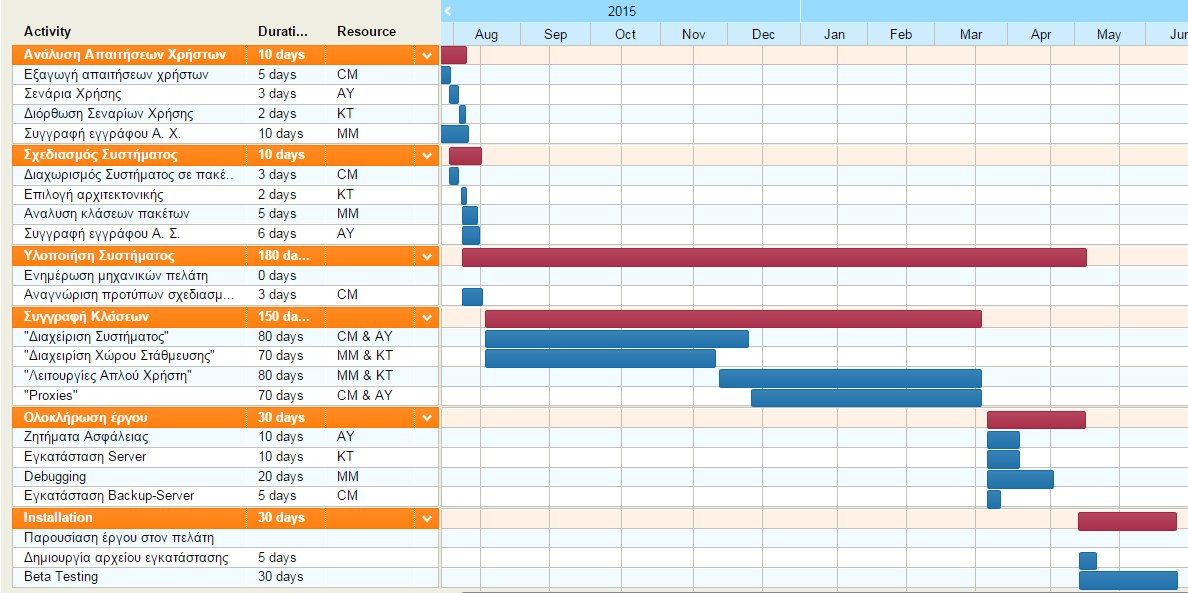 2015
Activity Durati... Resource Aug Sep Oct Nov Dec Jan Feb Mar Apr May Jun
Ανάλυση Απαιτήσεων Χρήστων 10 days
Εξαγωγή απαιτήσεων χρήστων 5 days CM
Σενάρια Χρήσης 3 days AY
Διόρθωση Σεναρίων Χρήσης 2 days KT
Συγγραφή εγγράφου Α. Χ. 10 days MM
Σχεδιασμός Συστήματος 10 days
Διαχωρισμός Συστήματος σε πακέ.. 3 days CM
Επιλογή αρχιτεκτονικής 2 days KT
Αναλυση κλάσεων πακέτων 5 days MM
Συγγραφή εγγράφου Α. Σ. 6 days AY
Υλοποιήση Συστήματος 180 da...
Ενημέρωση μηχανικών πελάτη 0 days
Αναγνώριση προτύπων σχεδιασμ... 3 days CM
Συγγραφή Κλάσεων 150 da...
"Διαχείριση Συστήματος" 80 days CM & AY
"Διαχειρίση Χώρου Στάθμευσης" 70 days MM & KT
"Λειτουργίες Απλού Χρήστη" 80 days MM & KT
"Proxies" 70 days CM & AY
Ολοκλήρωση έργου 30 days
Ζητήματα Ασφάλειας 10 days AY
Εγκατάσταση Server 10 days KT
Debugging 20 days MM
Εγκατάσταση Backup-Server 5 days CM
Installation 30 days
Παρουσίαση έργου στον πελάτη
Δημιουργία αρχείου εγκατάστασης 5 days
Beta Testing 30 days